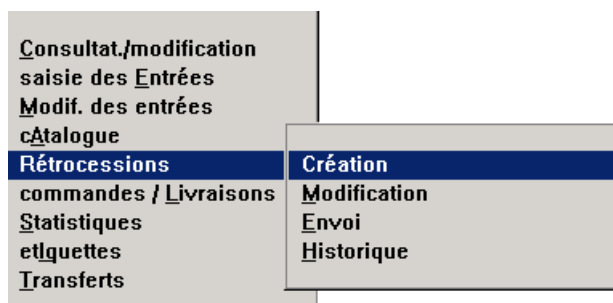 Consultat./modification
saisie des Entrées
Modif. des entrées
cAtalogue
Rétrocessions
commandes / Livraisons
Statistiques
etIquettes
Transferts
Création
Modification
Envoi
Historique